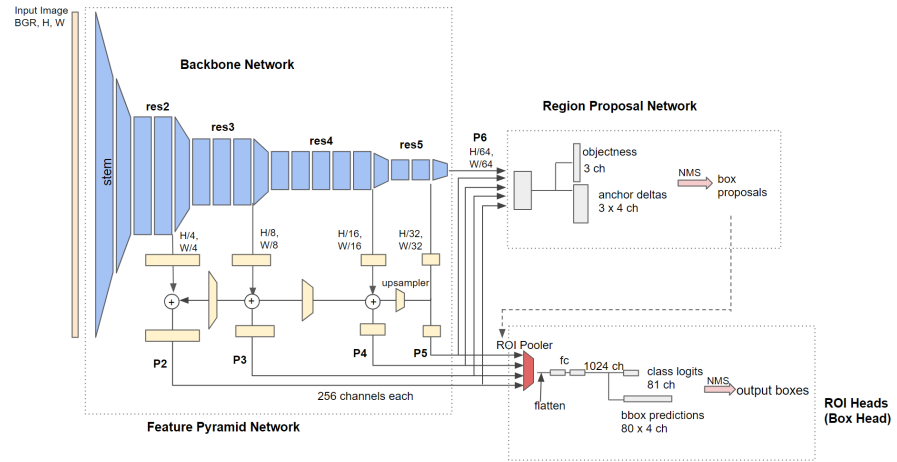 Input Image
BGR, H, W
Backbone Network
stem
res2
res3
res4
res5
P6
H/64,
W/64
Region Proposal Network
objectness
3 ch
anchor deltas
3 x 4 ch
NMS
box
proposals
H/4,
W/4
H/8,
W/8
H/16,
W/16
H/32,
W/32
upsampler
+
+
+
P2
P3
P4
P5
256 channels each
Feature Pyramid Network
ROI Pooler
flatten
fc
1024 ch
class logits
81 ch
bbox predictions
80 x 4 ch
NMS
output boxes
ROI Heads
(Box Head)